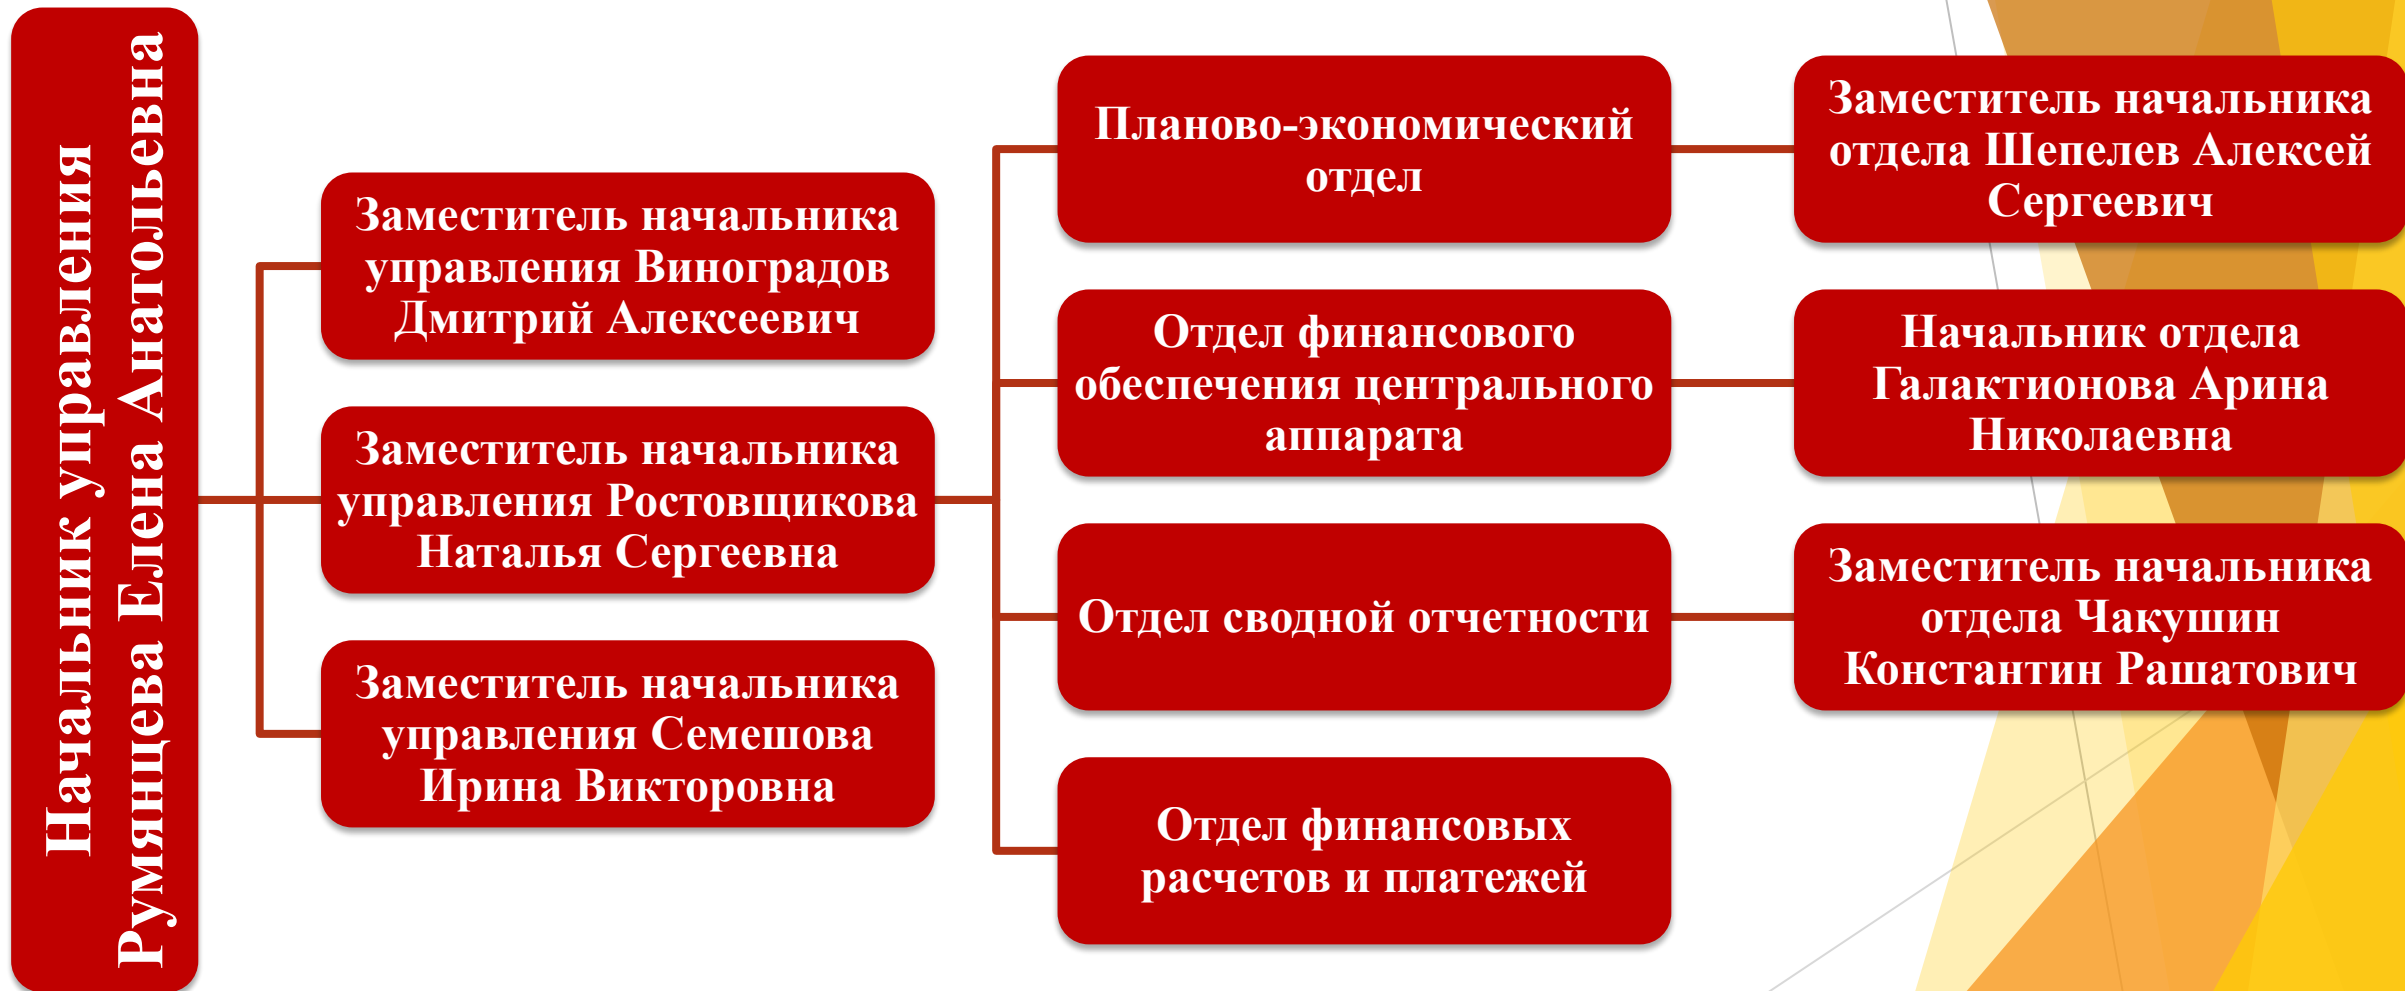 Начальник управления
Румянцева Елена Анатольевна
Заместитель начальника
управления Виноградов
Дмитрий Алексеевич
Заместитель начальника
управления Ростовщикова
Наталья Сергеевна
Заместитель начальника
управления Семешова
Ирина Викторовна
Планово-экономический
отдел
Отдел финансового
обеспечения центрального
аппарата
Отдел сводной отчетности
Отдел финансовых
расчетов и платежей
Заместитель начальника
отдела Шепелев Алексей
Сергеевич
Начальник отдела
Галактионова Арина
Николаевна
Заместитель начальника
отдела Чакушин
Константин Рашатович